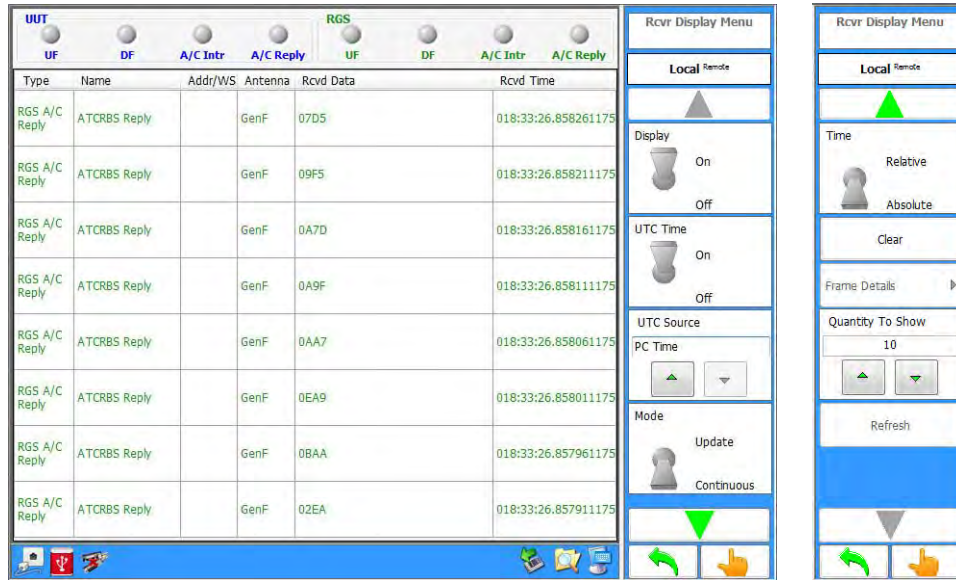 UUT
RGS
UF DF A/C Intr A/C Reply UF DF A/C Intr A/C Reply
Type Name Addr/WS Antenna Rcvd Data Rcvd Time
RGS A/C Reply ATCRBS Reply GenF 07D5 018:33:26.858261175
RGS A/C Reply ATCRBS Reply GenF 09F5 018:33:26.858211175
RGS A/C Reply ATCRBS Reply GenF 0A7D 018:33:26.858161175
RGS A/C Reply ATCRBS Reply GenF 0A9F 018:33:26.858111175
RGS A/C Reply ATCRBS Reply GenF 0AA7 018:33:26.858061175
RGS A/C Reply ATCRBS Reply GenF 0EA9 018:33:26.858011175
RGS A/C Reply ATCRBS Reply GenF 0BAA 018:33:26.857961175
RGS A/C Reply ATCRBS Reply GenF 02EA 018:33:26.857911175
Rcvr Display Menu
Local Remote
Display
On
Off
UTC Time
On
Off
UTC Source
PC Time
Mode
Update
Continuous
Rcvr Display Menu
Local Remote
Time
Relative
Absolute
Clear
Frame Details
Quantity To Show
10
Refresh